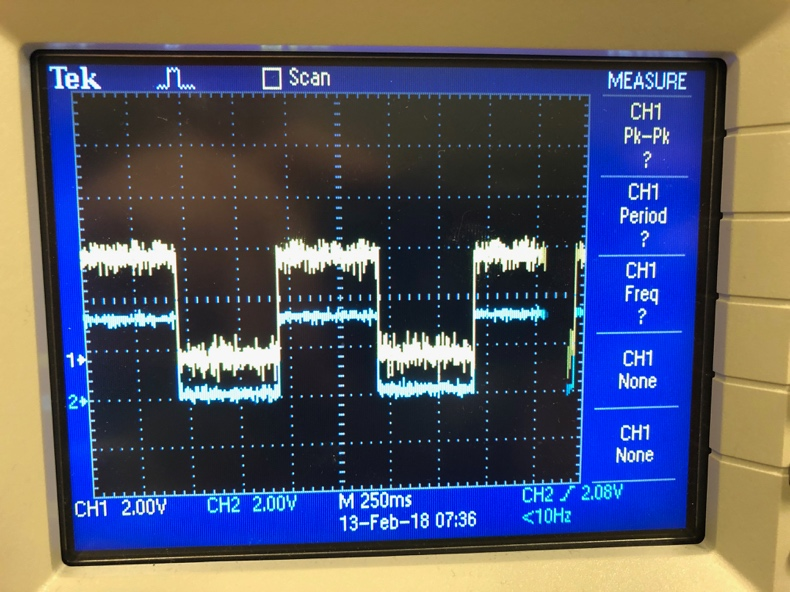 Tek
Scan
MEASURE
CH1
Pk-Pk
?
CH1
Period
?
CH1
Freq
?
CH1
None
CH1
None
1
2
CH1 2.00V
CH2 2.00V
M 250ms
CH2 2.08V
13-Feb-18 07:36
<10Hz